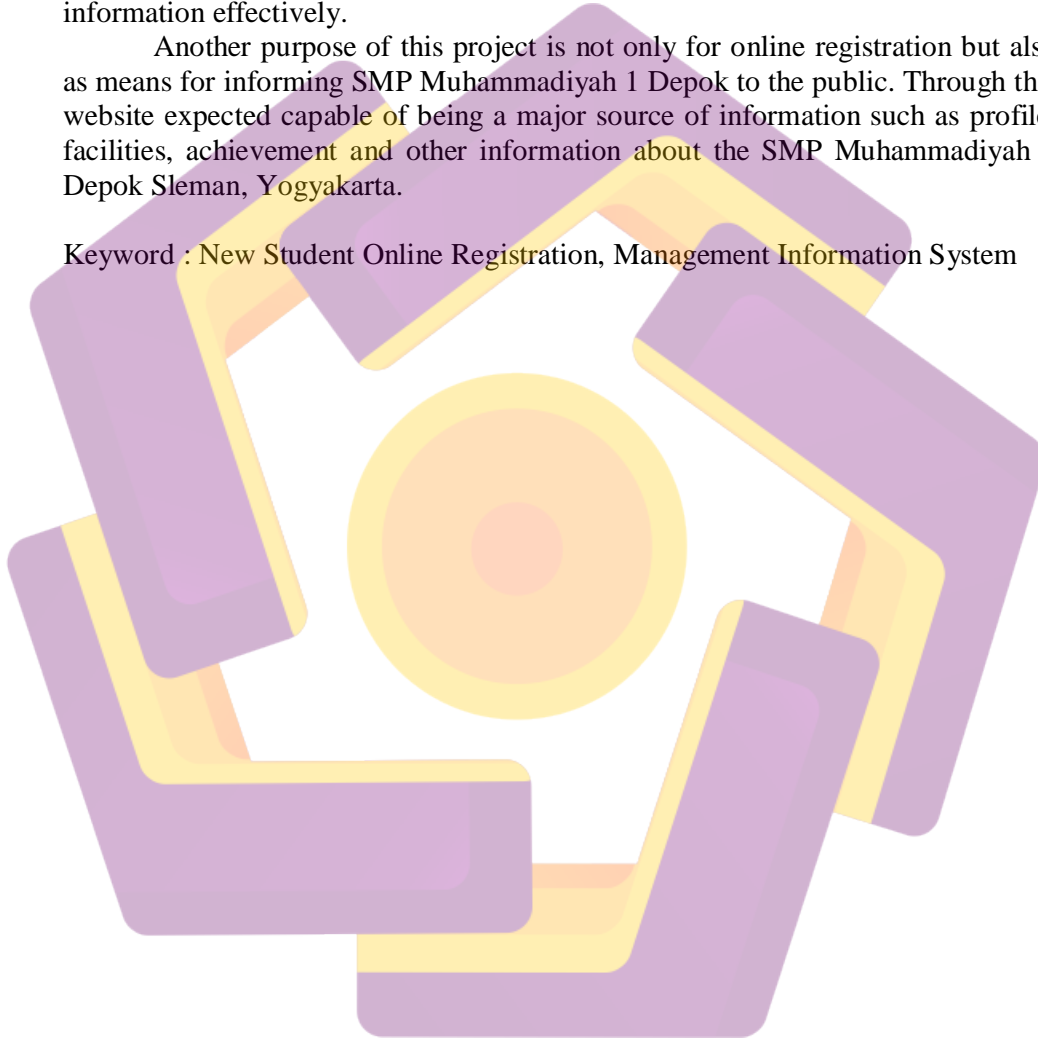 information effectively.
Another purpose of this project is not only for online registration but als
as means for informing SMP Muhammadiyah 1 Depok to the public. Through th
website expected capable of being a major source of information such as profile
facilities, achievement and other information about the SMP Muhammadiyah
Depok Sleman, Yogyakarta.
Keyword : New Student Online Registration, Management Information System